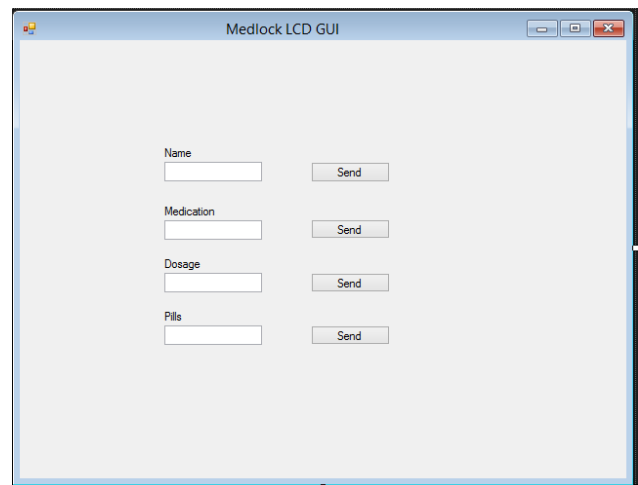 Medlock LCD GUI
Name
Send
Medication
Send
Dosage
Send
Pills
Send